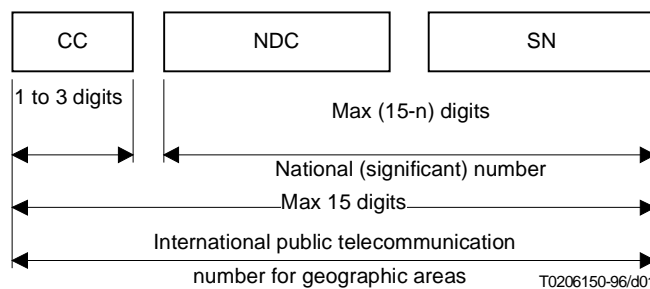 CC NDC SN
1 to 3 digits
Max (15-n) digits
National (significant) number
Max 15 digits
International public telecommunication
number for geographic areas
T0206150-96/d01